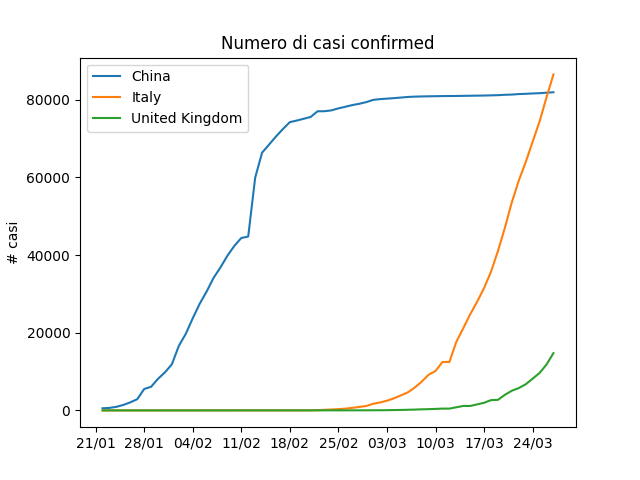 Numero di casi confirmed
China
Italy
United Kingdom
# casi
80000
60000
40000
20000
0
21/01 28/01 04/02 11/02 18/02 25/02 03/03 10/03 17/03 24/03